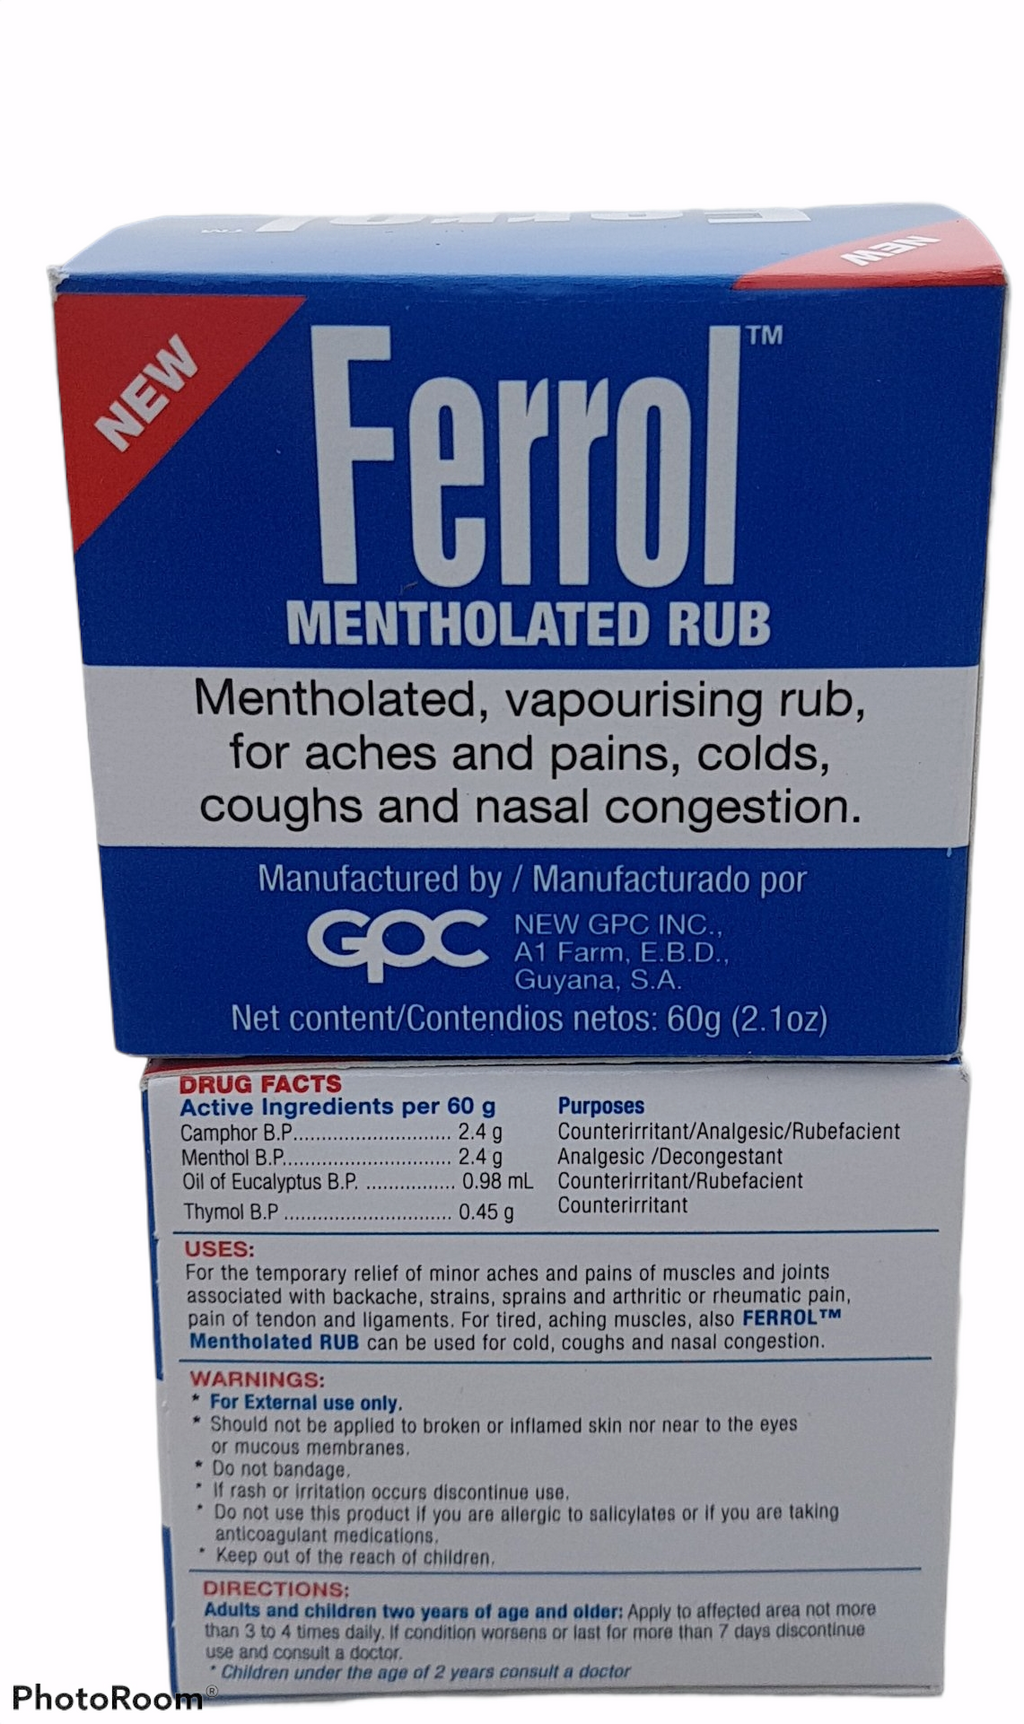 Ferrol™
NEW
NEW
Ferrol™
MENTHOLATED RUB
Mentholated, vapourising rub,
for aches and pains, colds,
coughs and nasal congestion.
Manufactured by / Manufacturado por
GPC
NEW GPC INC.,
A1 Farm, E.B.D.,
Guyana, S.A.
Net content/Contendios netos: 60g (2.1oz)
DRUG FACTS
Active Ingredients per 60 g Purposes
Camphor B.P............................ 2.4 g Counterirritant/Analgesic/Rubefacient
Menthol B.P............................. 2.4 g Analgesic /Decongestant
Oil of Eucalyptus B.P. ................ 0.98 mL Counterirritant/Rubefacient
Thymol B.P .............................. 0.45 g Counterirritant
USES:
For the temporary relief of minor aches and pains of muscles and joints
associated with backache, strains, sprains and arthritic or rheumatic pain,
pain of tendon and ligaments. For tired, aching muscles, also FERROL™
Mentholated RUB can be used for cold, coughs and nasal congestion.
WARNINGS:
* For External use only.
* Should not be applied to broken or inflamed skin nor near to the eyes
or mucous membranes.
* Do not bandage.
* If rash or irritation occurs discontinue use.
* Do not use this product if you are allergic to salicylates or if you are taking
anticoagulant medications.
* Keep out of the reach of children.
DIRECTIONS:
Adults and children two years of age and older: Apply to affected area not more
than 3 to 4 times daily. If condition worsens or last for more than 7 days discontinue
use and consult a doctor.
* Children under the age of 2 years consult a doctor
PhotoRoom®